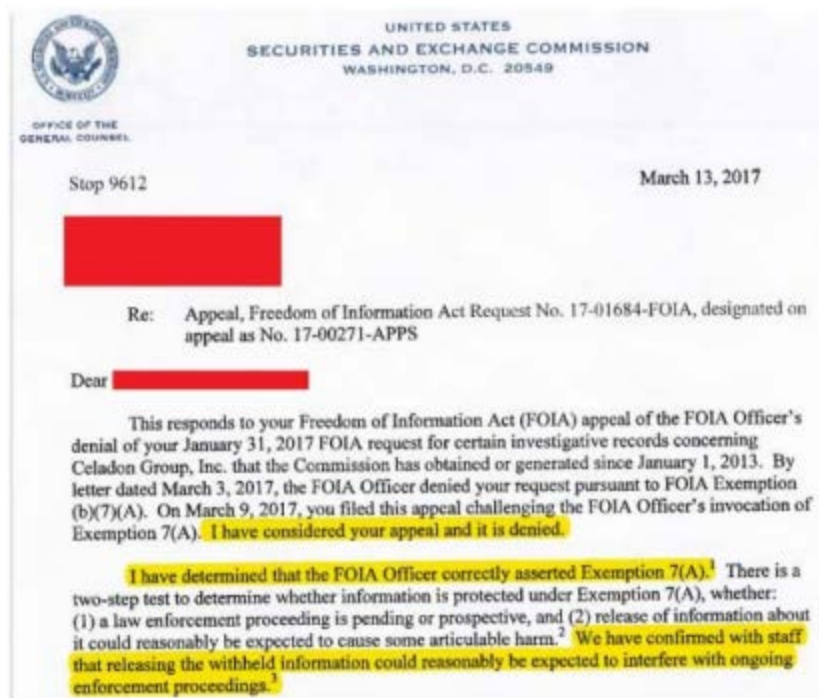 UNITED STATES
SECURITIES AND EXCHANGE COMMISSION
WASHINGTON, D.C. 20549
OFFICE OF THE
GENERAL COUNSEL
Stop 9612
March 13, 2017
Re: Appeal, Freedom of Information Act Request No. 17-01684-FOIA, designated on
appeal as No. 17-00271-APPS
Dear
This responds to your Freedom of Information Act (FOIA) appeal of the FOIA Officer's
denial of your January 31, 2017 FOIA request for certain investigative records concerning
Celadon Group, Inc. that the Commission has obtained or generated since January 1, 2013. By
letter dated March 3, 2017, the FOIA Officer denied your request pursuant to FOIA Exemption
(b)(7)(A). On March 9, 2017, you filed this appeal challenging the FOIA Officer's invocation of
Exemption 7(A). I have considered your appeal and it is denied.
I have determined that the FOIA Officer correctly asserted Exemption 7(A).¹ There is a
two-step test to determine whether information is protected under Exemption 7(A), whether:
(1) a law enforcement proceeding is pending or prospective, and (2) release of information about
it could reasonably be expected to cause some articulable harm.² We have confirmed with staff
that releasing the withheld information could reasonably be expected to interfere with ongoing
enforcement proceedings.³